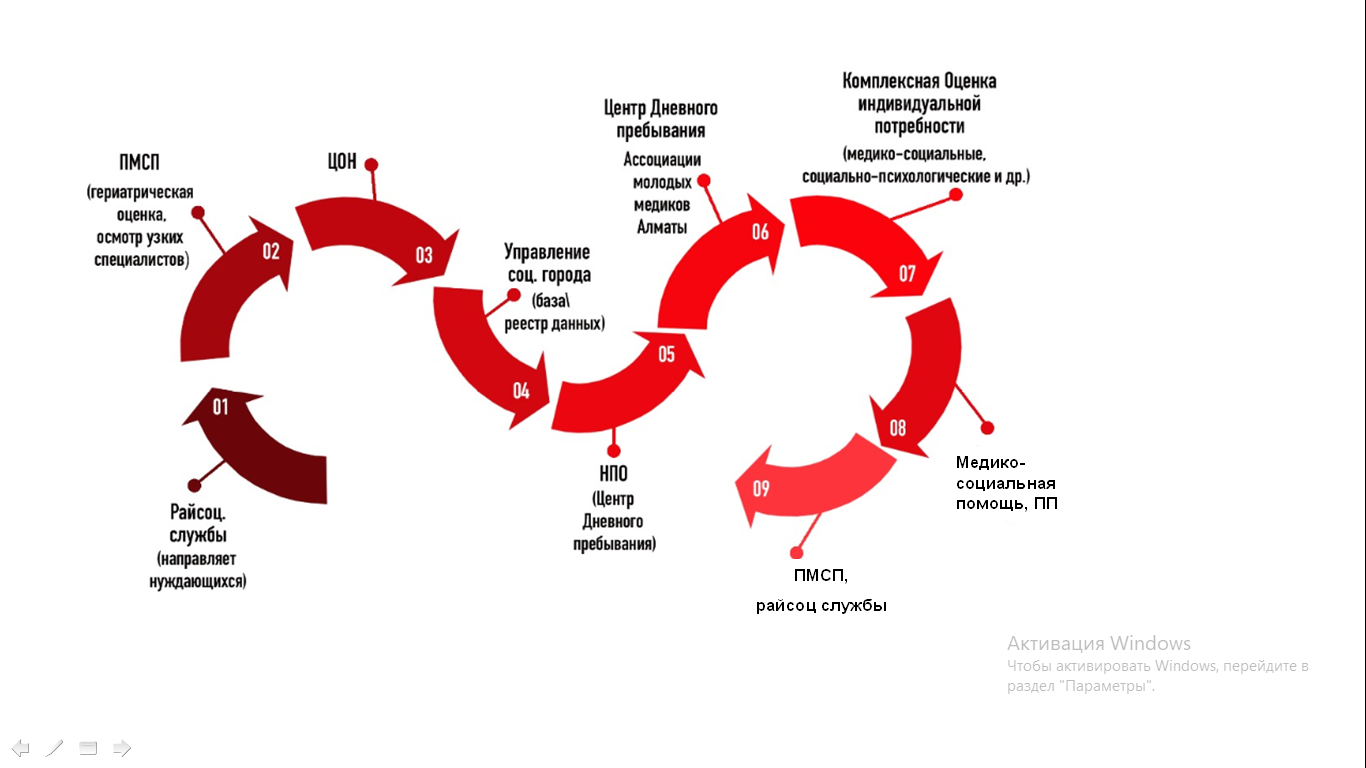 ПМСП
(гериатрическая
оценка,
осмотр узких
специалистов)
02
ЦОН
03
Управление
соц. города
(база\
реестр данных)
04
Центр Дневного
пребывания
Ассоциации
молодых
медиков
Алматы
06
Комплексная Оценка
индивидуальной
потребности
(медико-социальные,
социально-психологические и др.)
07
01
Райсоц.
службы
(направляет
нуждающихся)
05
НПО
(Центр
Дневного
пребывания)
08
Медико-
социальная
помощь, ПП
09
ПМСП,
райсоц службы
Активация Windows
Чтобы активировать Windows, перейдите в
раздел "Параметры".